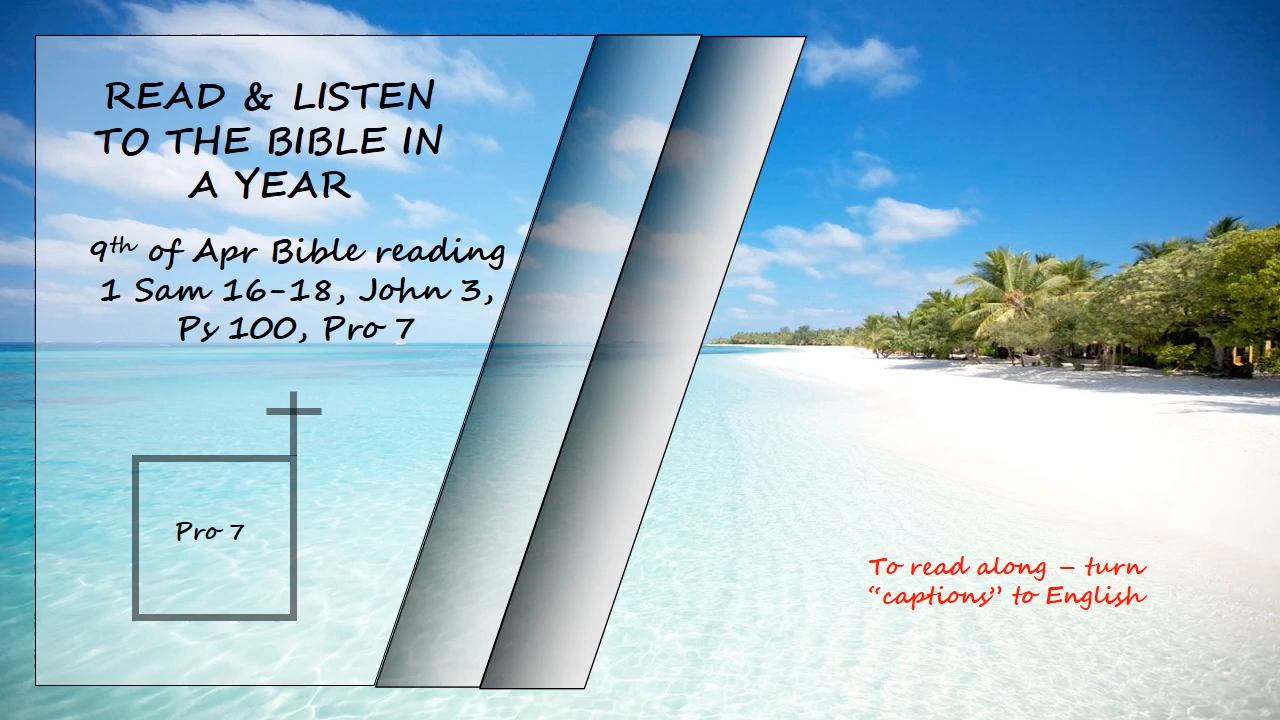 READ & LISTEN
TO THE BIBLE IN
A YEAR
9th of Apr Bible reading
1 Sam 16-18, John 3,
Ps 100, Pro 7
Pro 7
To read along – turn
“captions” to English